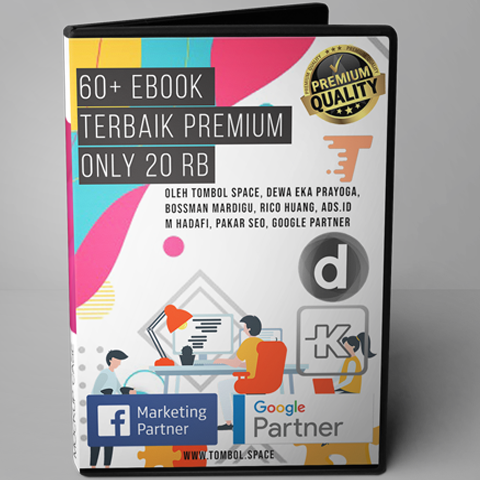 60+ EBOOK
TERBAIK PREMIUM
ONLY 20 RB
PREMIUM
QUALITY
OLEH TOMBOL SPACE, DEWA EKA PRAYOGA,
BOSSMAN MARDIGU, RICO HUANG, ADS.ID
M HADAFI, PAKAR SEO, GOOGLE PARTNER
d
K
f
Marketing
Partner
Google
Partner
WWW.TOMBOL.SPACE